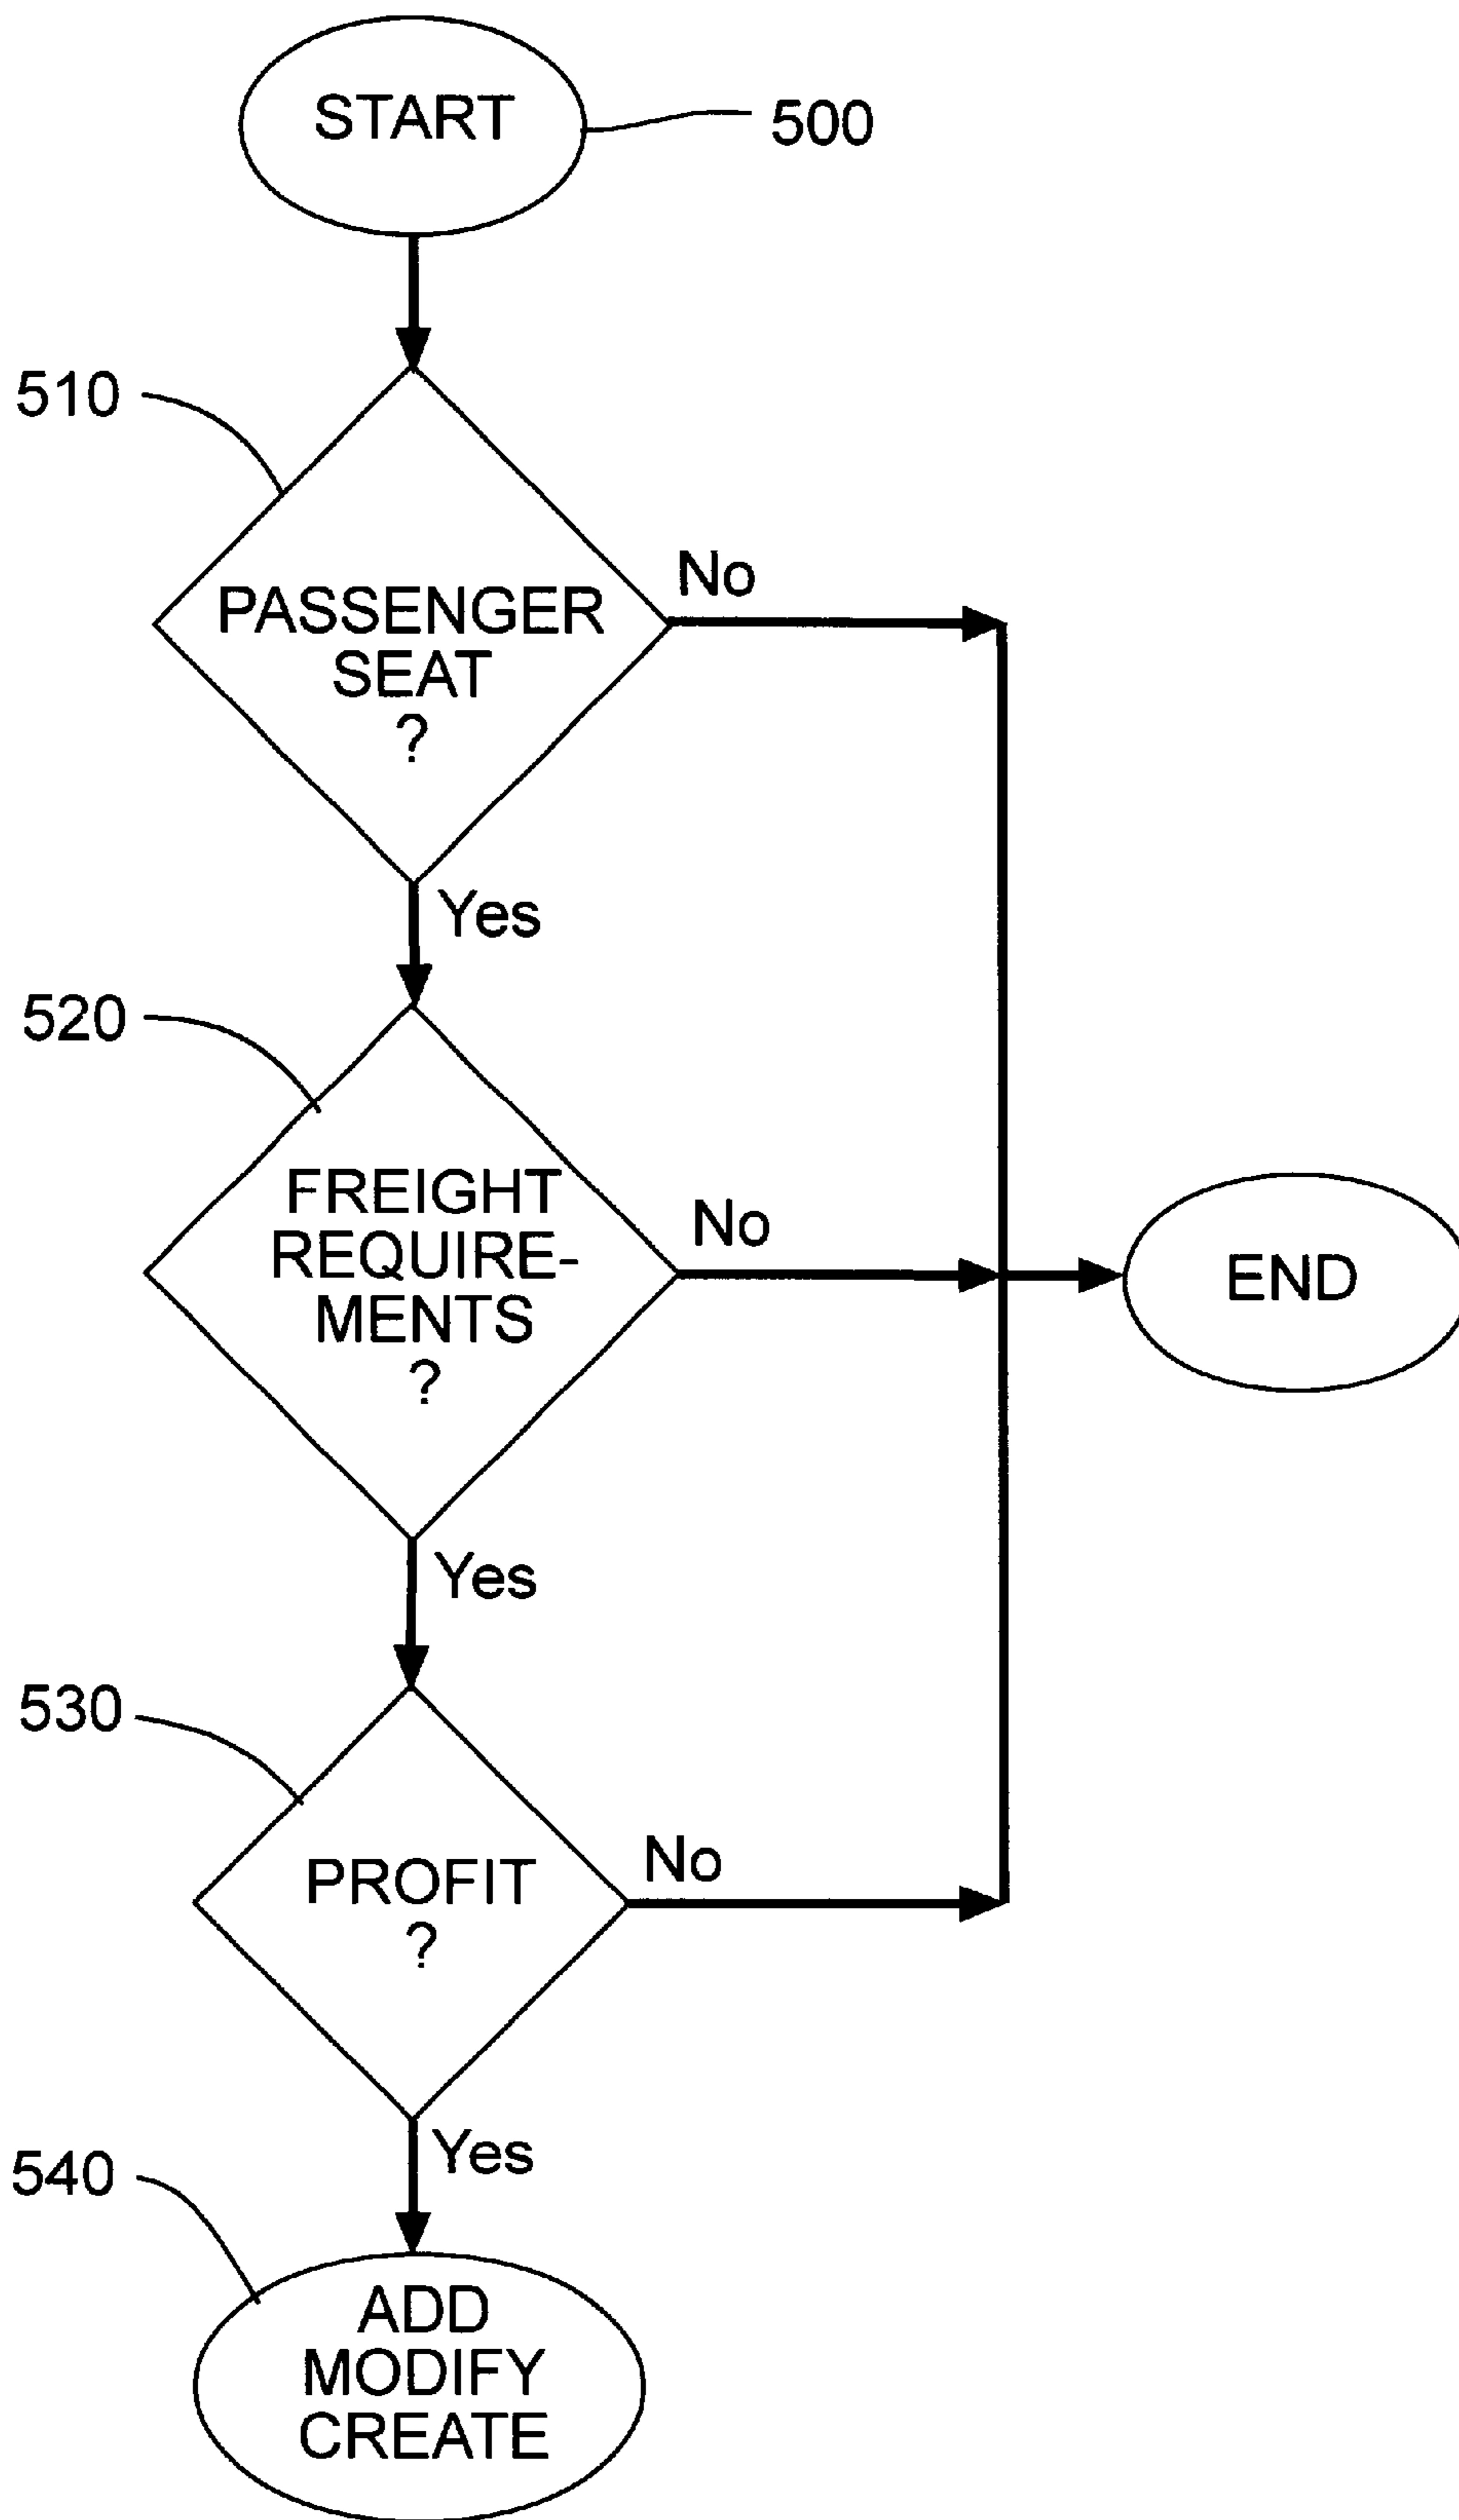 START
500
510
PASSENGER
SEAT
?
No
Yes
520
FREIGHT
REQUIRE-
MENTS
?
No
END
Yes
530
PROFIT
?
No
Yes
540
ADD
MODIFY
CREATE